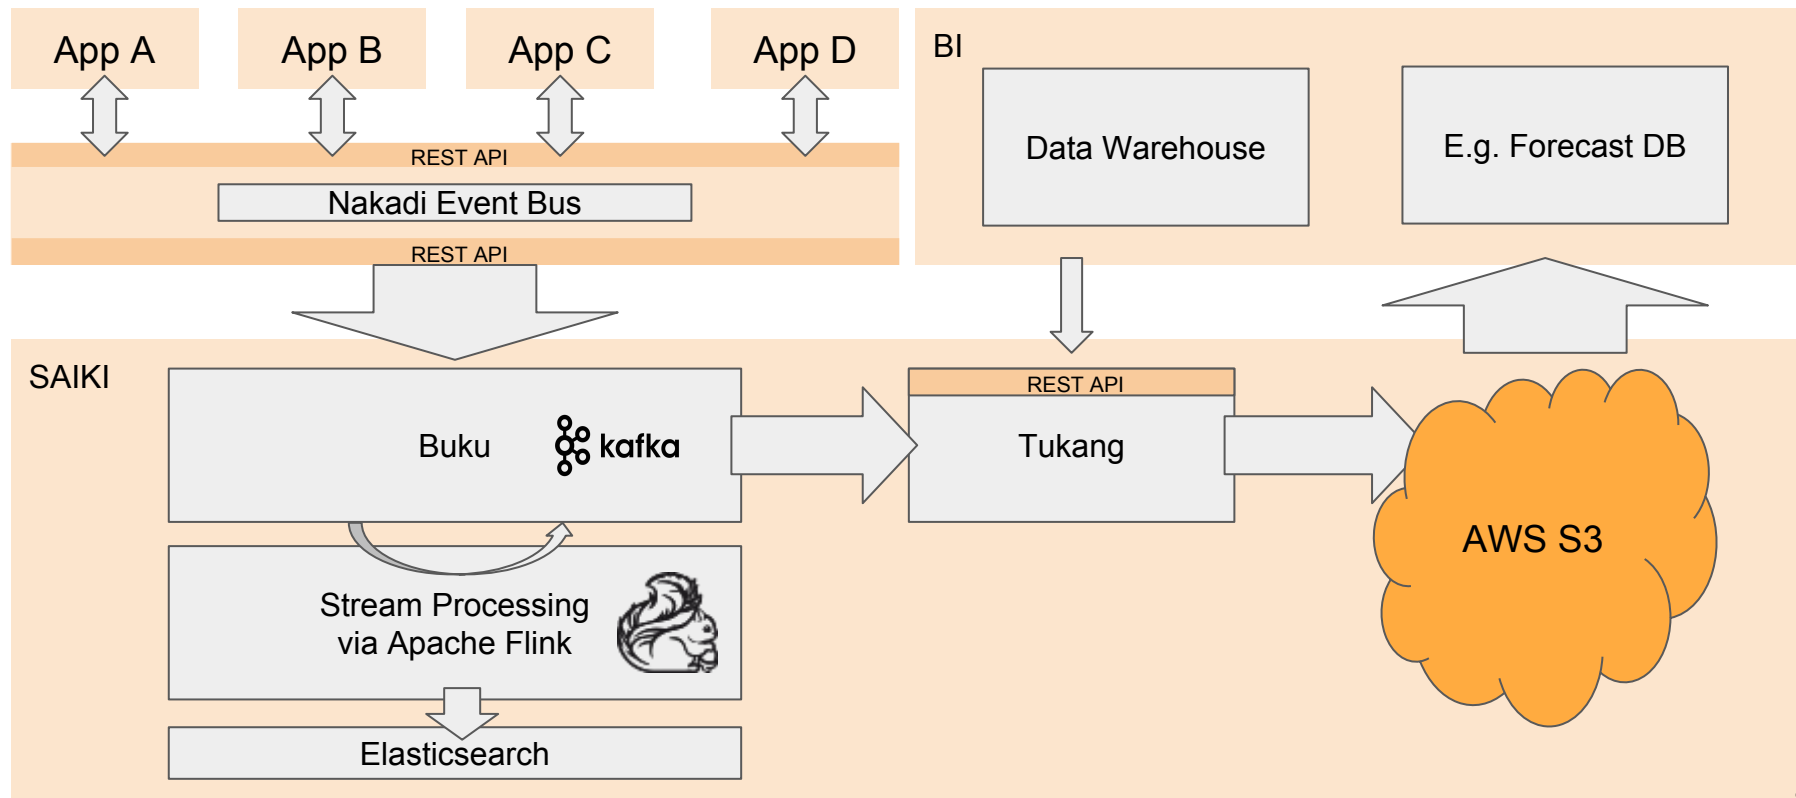 App A
App B
App C
App D
REST API
Nakadi Event Bus
REST API
BI
Data Warehouse
E.g. Forecast DB
SAIKI
Buku
kafka
REST API
Tukang
AWS S3
Stream Processing
via Apache Flink
Elasticsearch